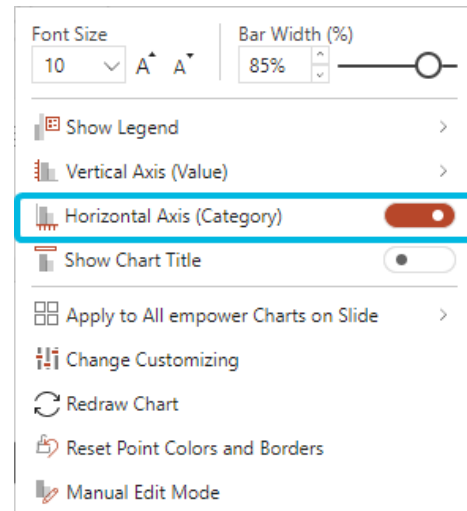 Font Size Bar Width (%)
10 A A 85%
Show Legend
Vertical Axis (Value)
Horizontal Axis (Category)
Show Chart Title
Apply to All empower Charts on Slide
Change Customizing
Redraw Chart
Reset Point Colors and Borders
Manual Edit Mode